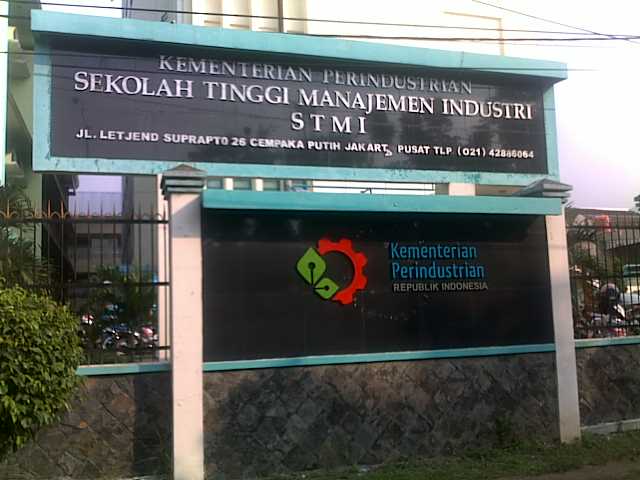 KEMENTERIAN PERINDUSTRIAN
SEKOLAH TINGGI MANAJEMEN INDUSTRI
STMI
JL. LETJEND SUPRAPTO 26 CEMPAKA PUTIH JAKARTA PUSAT TLP (021) 42886064
Kementerian
Perindustrian
REPUBLIK INDONESIA